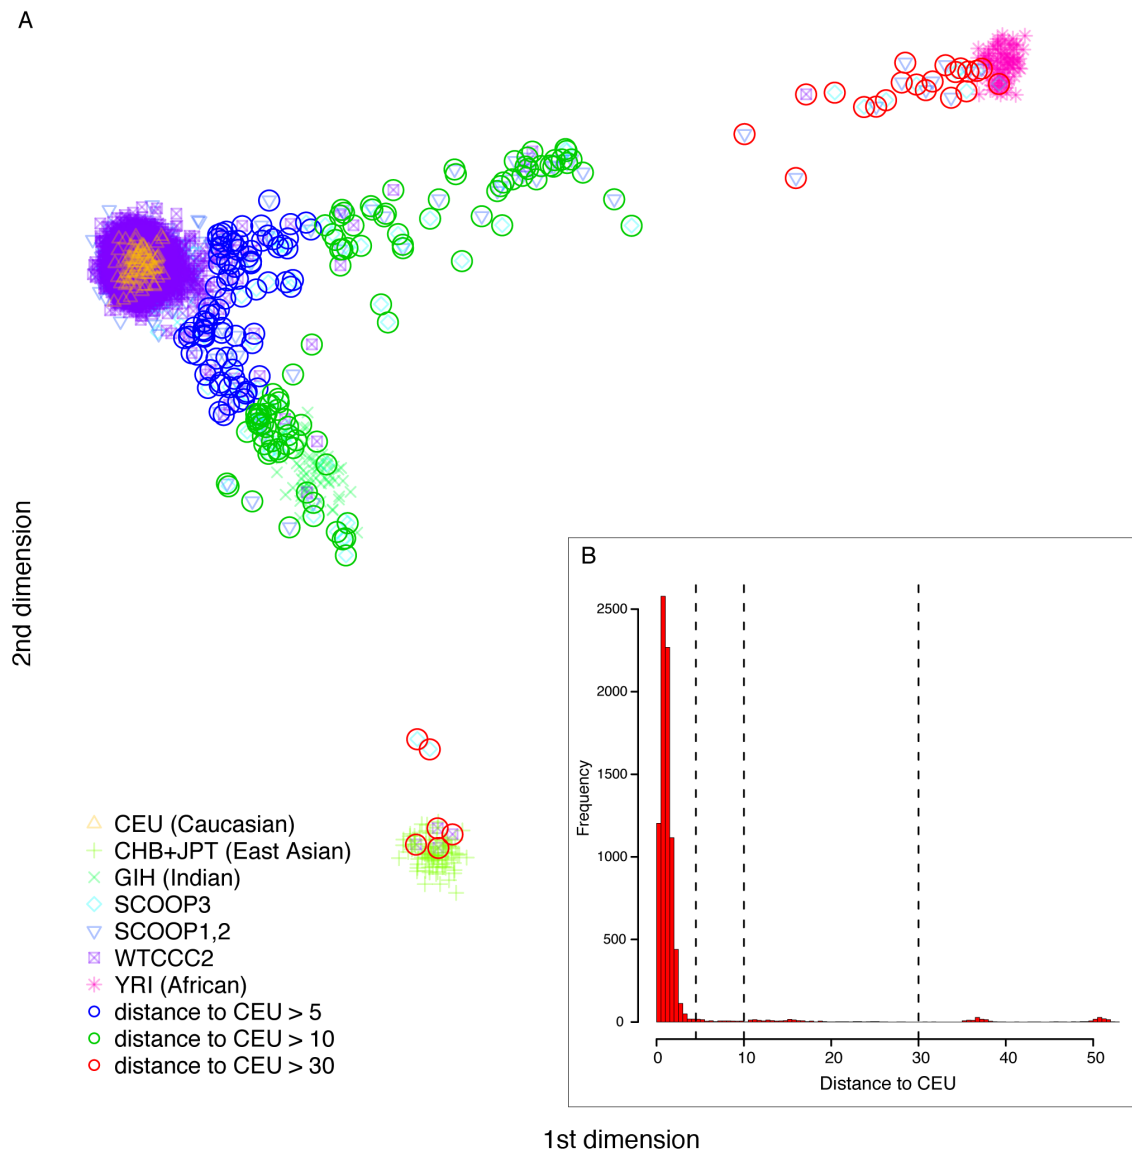 A
2nd dimension
CEU (Caucasian)
CHB+JPT (East Asian)
GIH (Indian)
SCOOP3
SCOOP1,2
WTCCC2
YRI (African)
distance to CEU > 5
distance to CEU > 10
distance to CEU > 30
1st dimension
B
Frequency
2500
2000
1500
1000
500
0
0 10 20 30 40 50
Distance to CEU